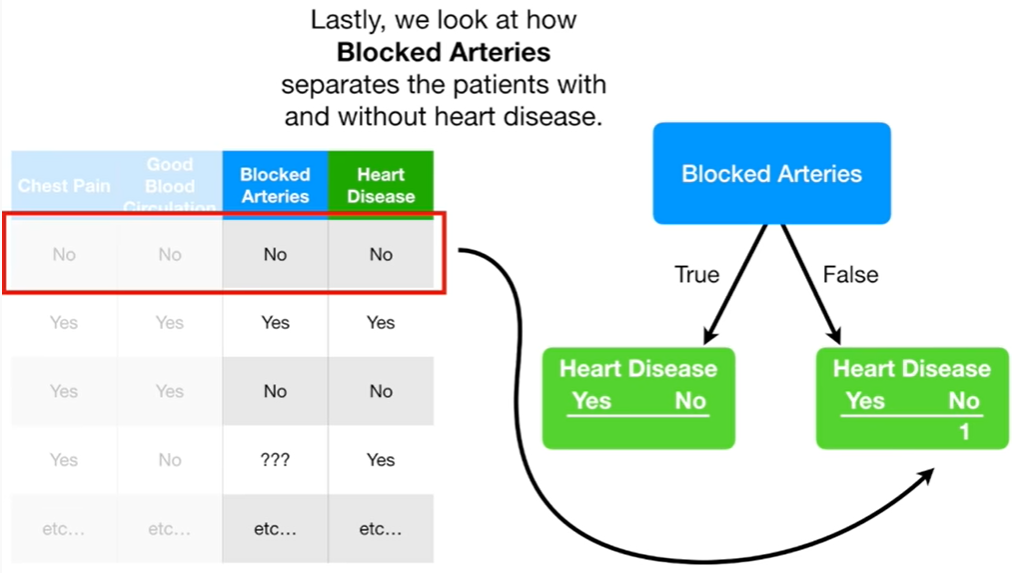 Lastly, we look at how
Blocked Arteries
separates the patients with
and without heart disease.
Chest Pain Good Blood Circulation Blocked Arteries Heart Disease
No No No No
Yes Yes Yes Yes
Yes Yes No No
Yes No ??? Yes
etc... etc... etc... etc...
Blocked Arteries
True False
Heart Disease
Yes No
Heart Disease
Yes No
1